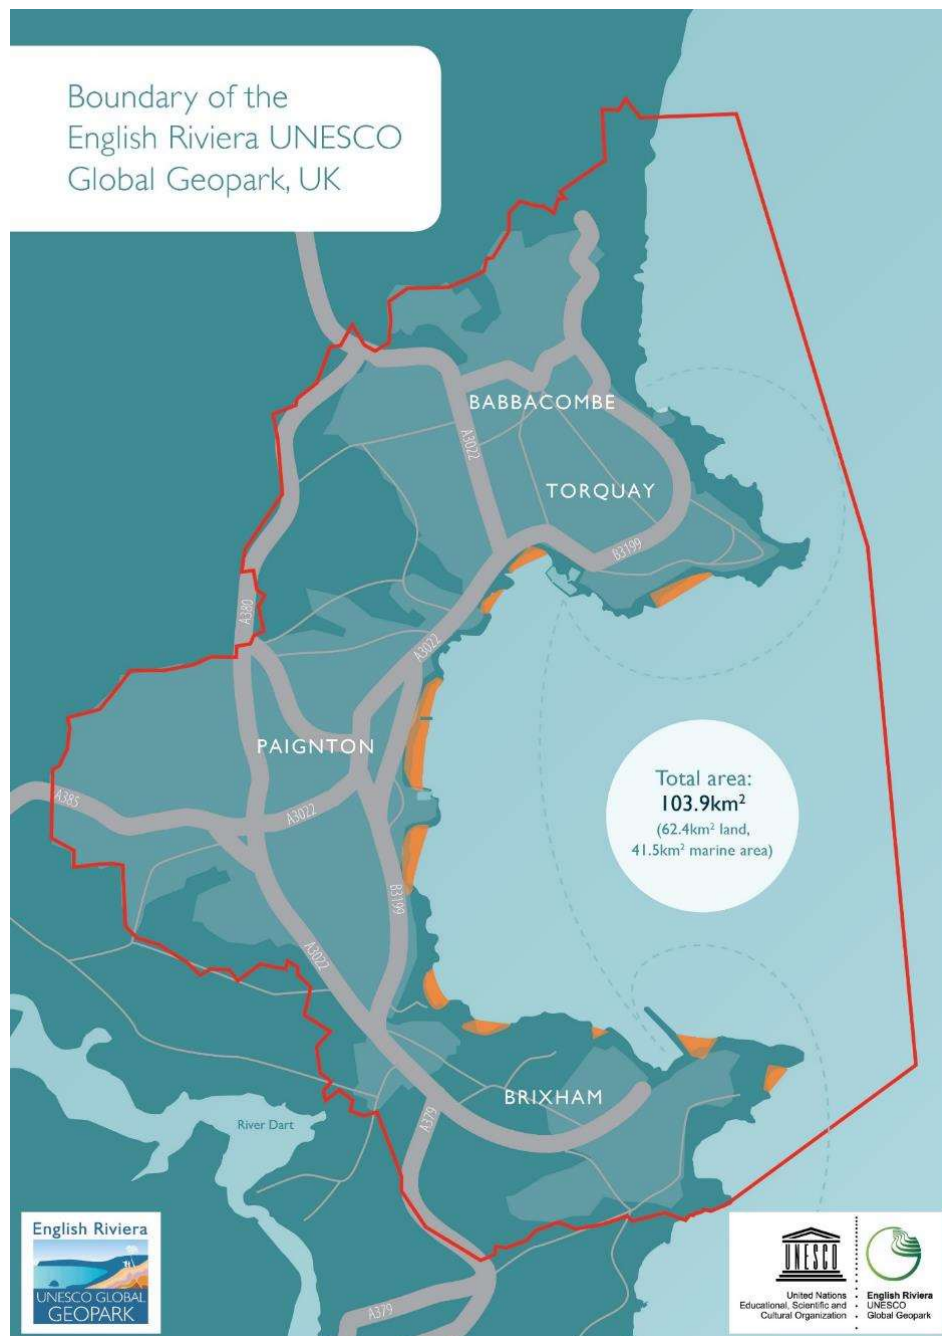 Boundary of the
English Riviera UNESCO
Global Geopark, UK
BABBACOMBE
A3022
TORQUAY
B3199
A380
A3022
PAIGNTON
Total area:
103.9km²
(62.4km² land,
41.5km² marine area)
A385
A3022
B3199
A3022
BRIXHAM
A379
River Dart
English Riviera
UNESCO GLOBAL
GEOPARK
UNESCO
United Nations
Educational, Scientific and
Cultural Organization
English Riviera
UNESCO
Global Geopark
A379